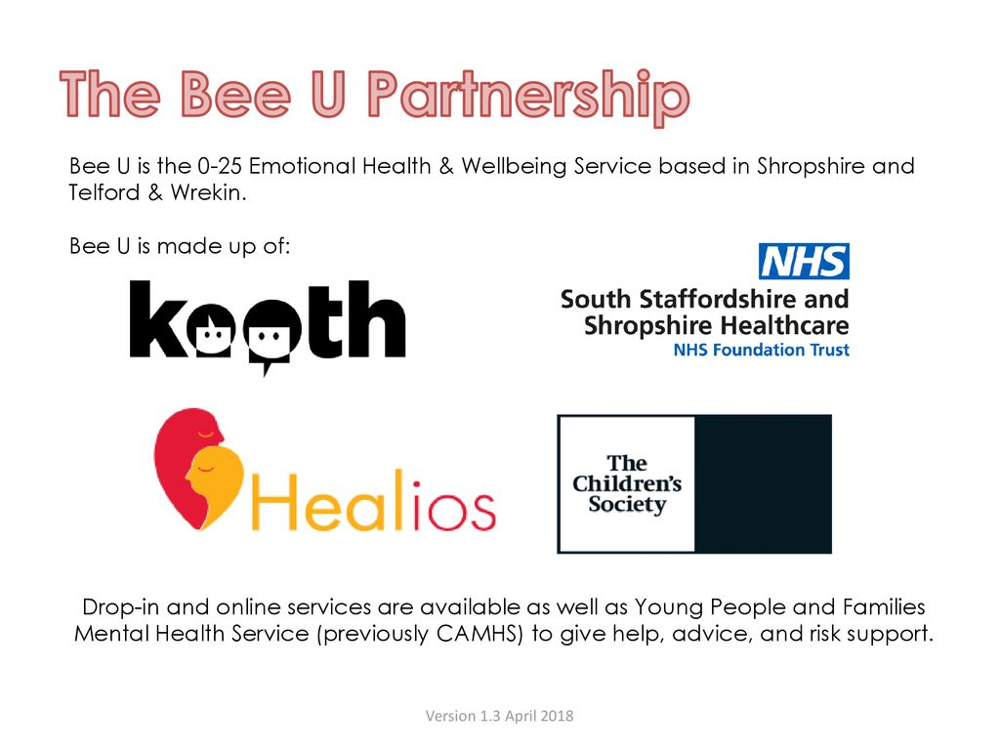 The Bee U Partnership
Bee U is the 0-25 Emotional Health & Wellbeing Service based in Shropshire and
Telford & Wrekin.
Bee U is made up of:
kooth
NHS
South Staffordshire and
Shropshire Healthcare
NHS Foundation Trust
Healios
The
Children's
Society
Drop-in and online services are available as well as Young People and Families
Mental Health Service (previously CAMHS) to give help, advice, and risk support.
Version 1.3 April 2018